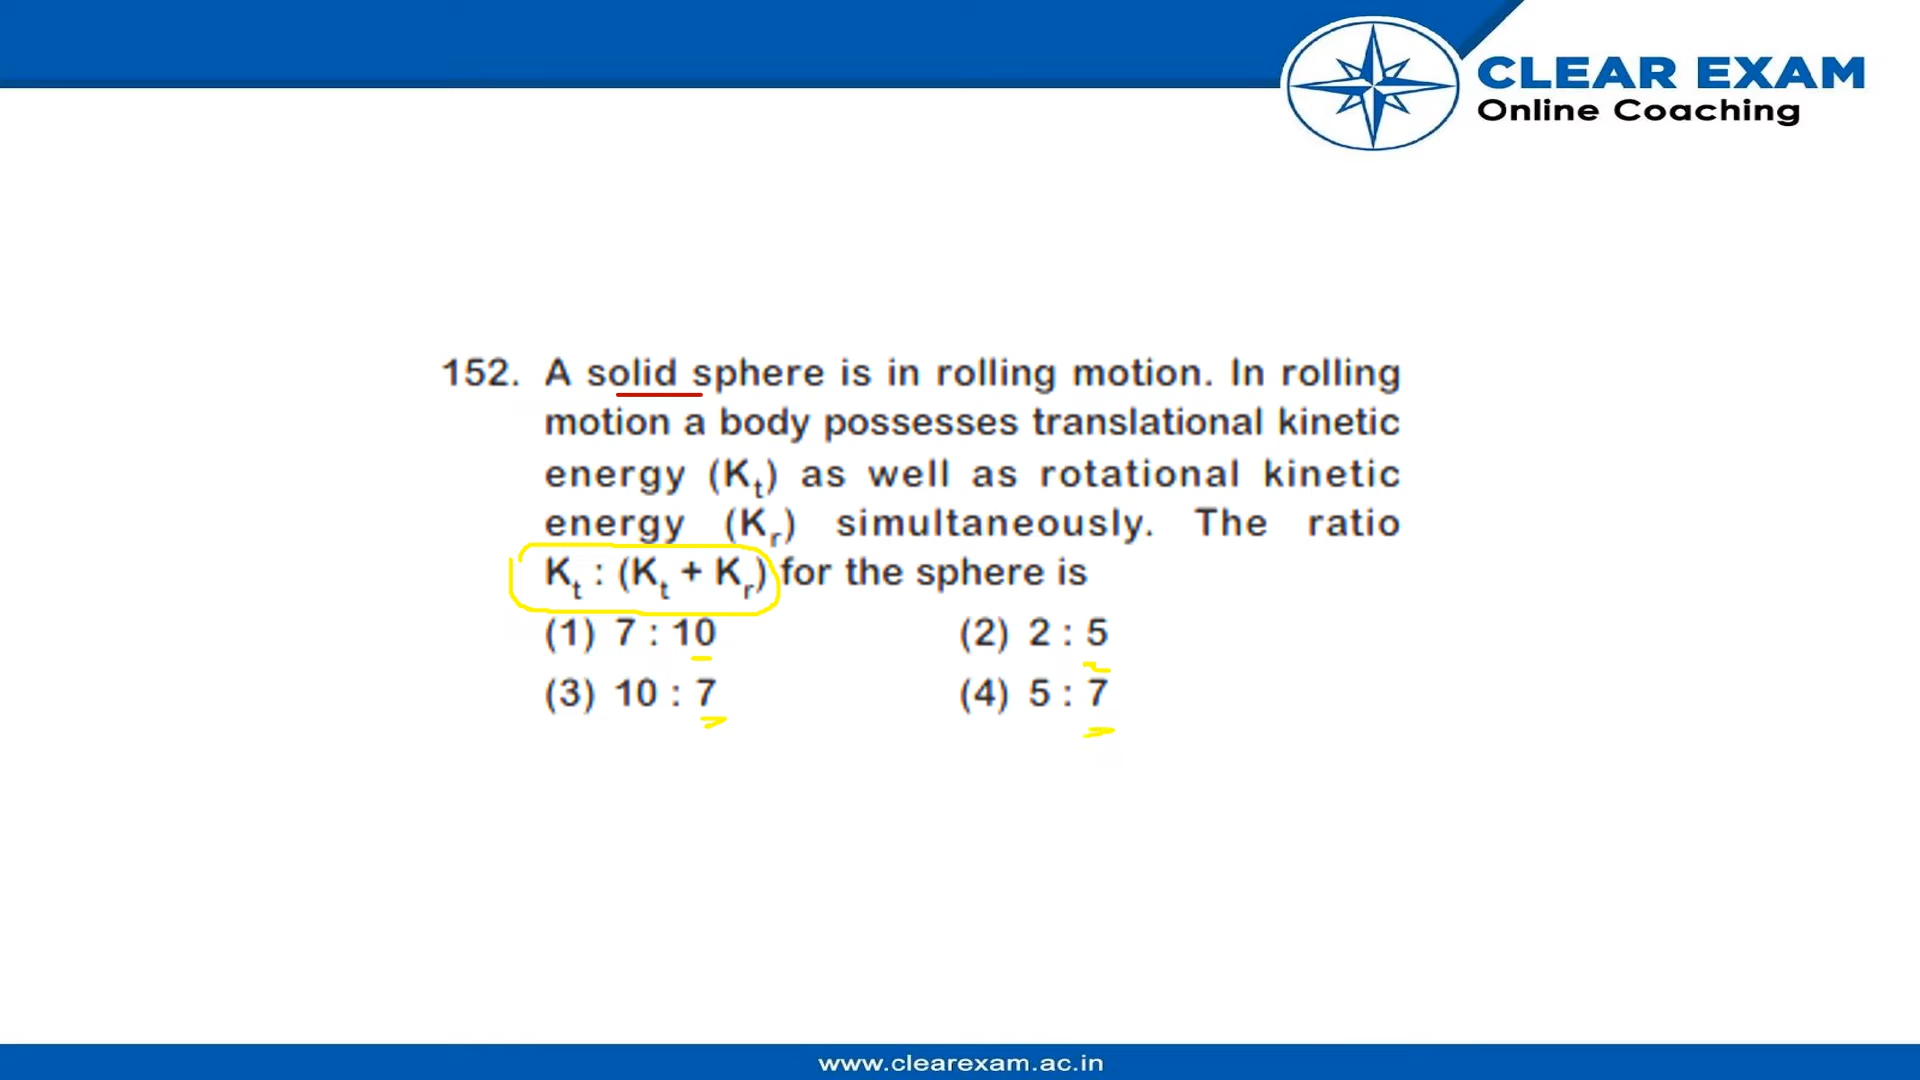 CLEAR EXAM
Online Coaching
152. A solid sphere is in rolling motion. In rolling
motion a body possesses translational kinetic
energy (Kt) as well as rotational kinetic
energy (Kr) simultaneously. The ratio
Kt : (Kt + Kr) for the sphere is
(1) 7 : 10 (2) 2 : 5
(3) 10 : 7 (4) 5 : 7
www.clearexam.ac.in